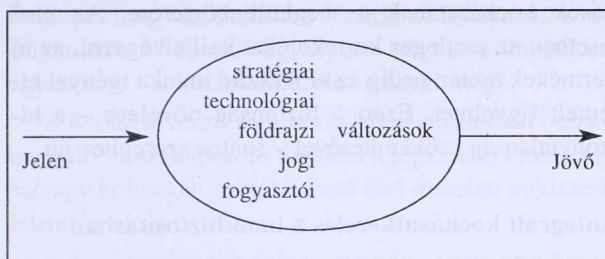 stratégiai
technológiai
földrajzi változások
Jelen jogi Jövő
fogyasztói